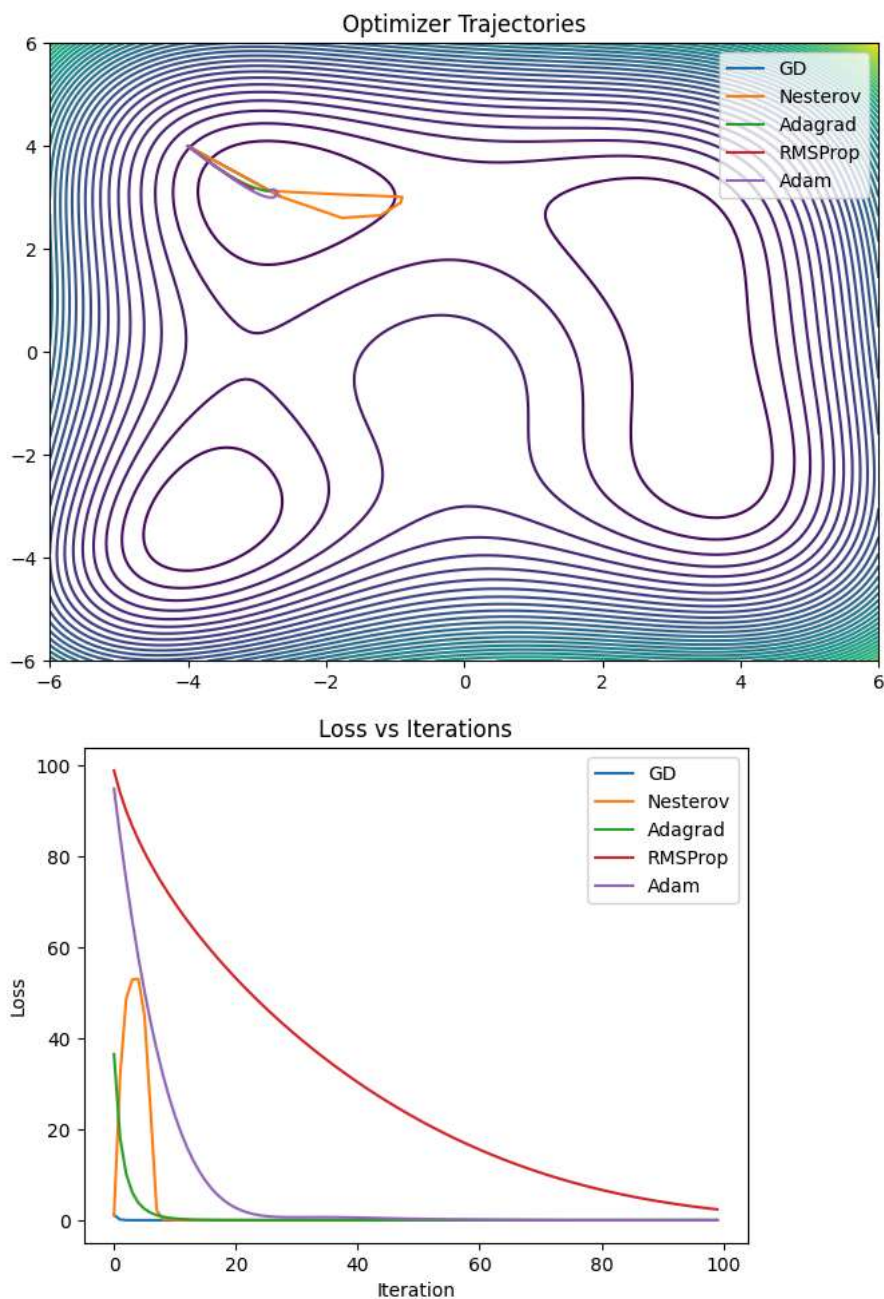 Optimizer Trajectories
6
4
2
0
−2
−4
−6
−6
−4
−2
0
2
4
6
GD
Nesterov
Adagrad
RMSProp
Adam
Loss vs Iterations
100
80
60
40
20
0
Loss
0
20
40
60
80
100
Iteration
GD
Nesterov
Adagrad
RMSProp
Adam